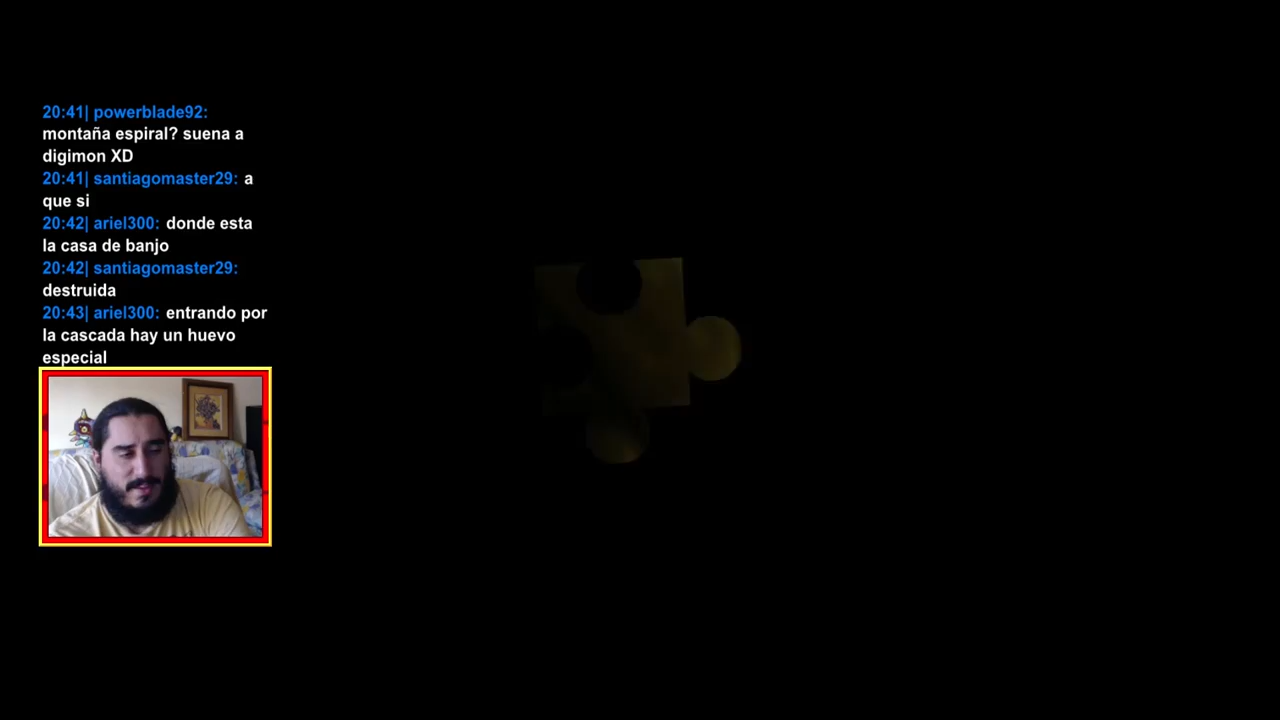 20:41| powerblade92:
montaña espiral? suena a
digimon XD
20:41| santiagomaster29: a
que si
20:42| ariel300: donde esta
la casa de banjo
20:42| santiagomaster29:
destruida
20:43| ariel300: entrando por
la cascada hay un huevo
especial